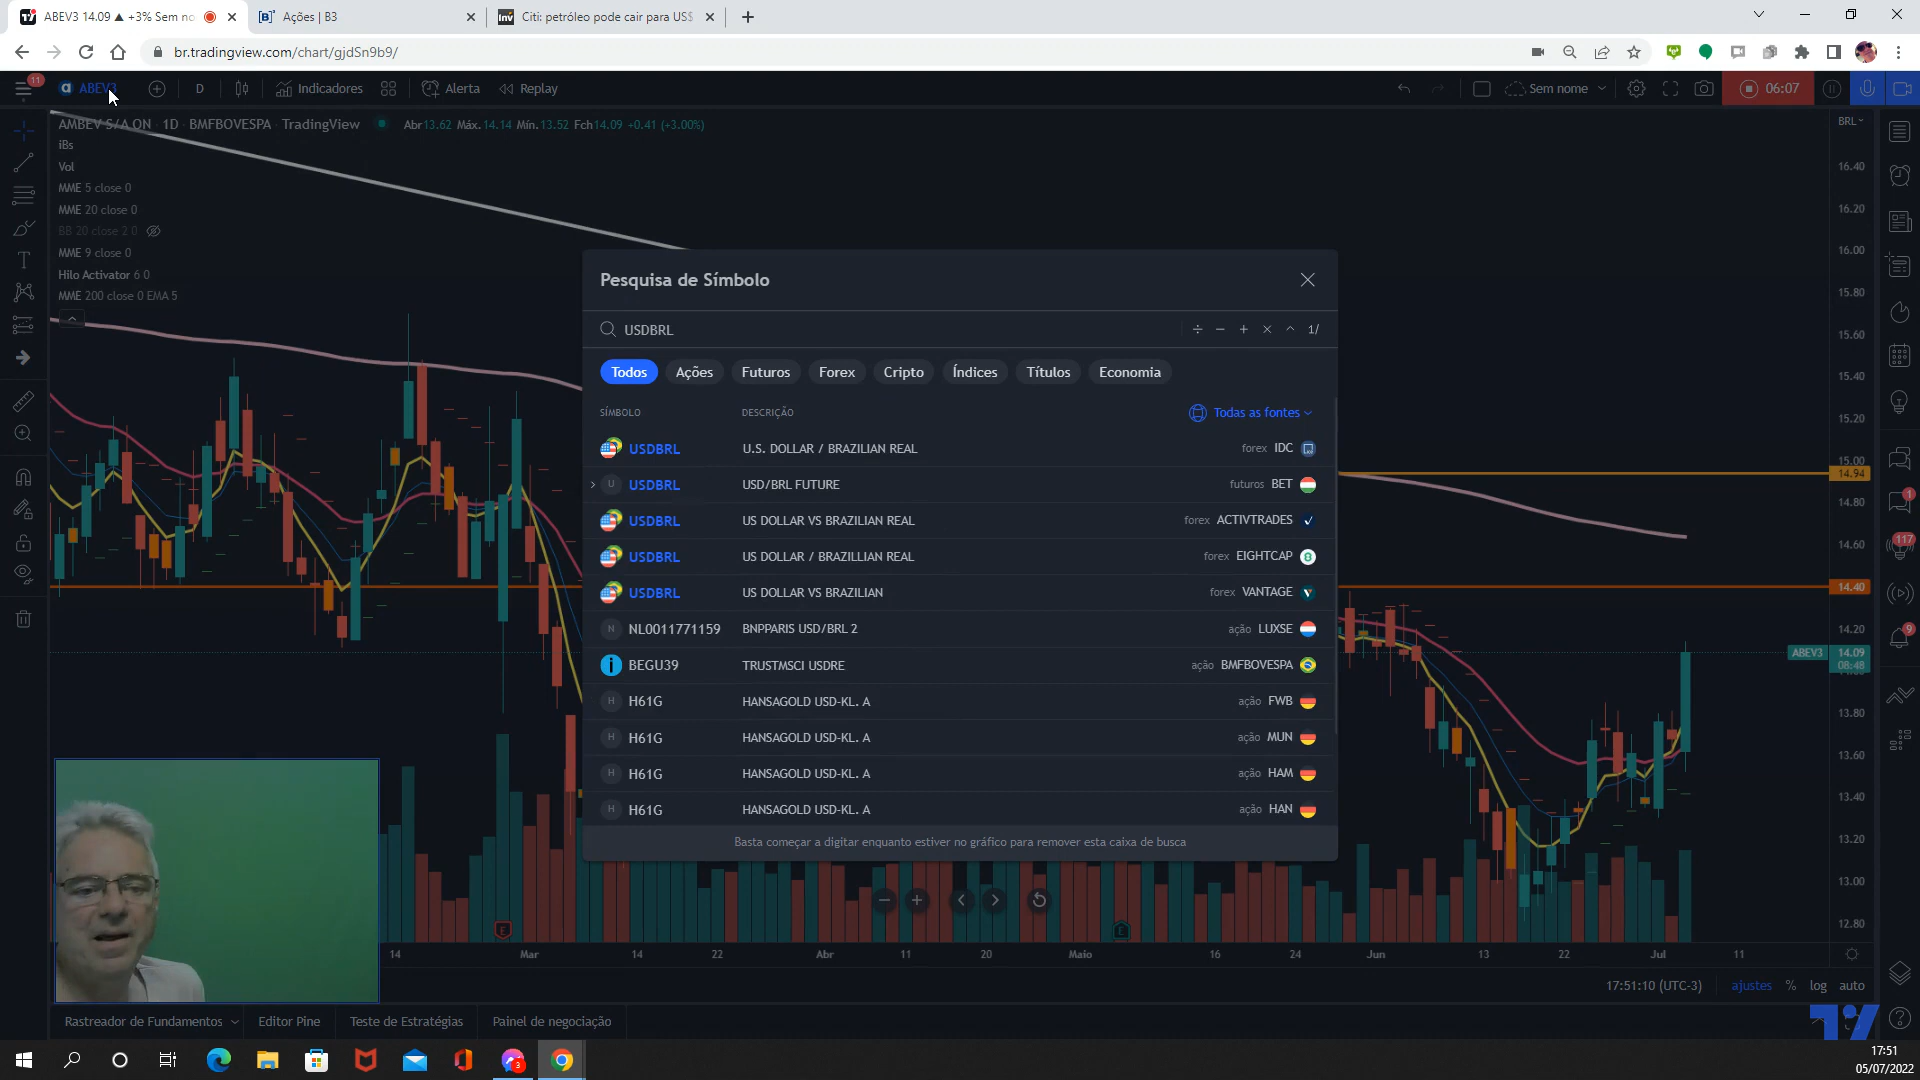 ABEV3 14.09 ▲ +3% Sem no
Ações | B3
Citi: petróleo pode cair para US$
br.tradingview.com/chart/gjdSn9b9/
11
ABEV3
D
Indicadores
Alerta
Replay
Sem nome
06:07
AMBEV S/A ON · 1D · BMFBOVESPA · TradingView
Abr13.62 Máx.14.14 Mín.13.52 Fch14.09 +0.41 (+3.00%)
BRL
iBs
Vol
MME 5 close 0
MME 20 close 0
BB 20 close 2 0
MME 9 close 0
Hilo Activator 6 0
MME 200 close 0 EMA 5
Pesquisa de Símbolo
USDBRL
÷ − + × ^ 1/
Todos
Ações
Futuros
Forex
Cripto
Índices
Títulos
Economia
SÍMBOLO
DESCRIÇÃO
Todas as fontes
USDBRL U.S. DOLLAR / BRAZILIAN REAL forex IDC
U USDBRL USD/BRL FUTURE futuros BET
USDBRL US DOLLAR VS BRAZILIAN REAL forex ACTIVTRADES
USDBRL US DOLLAR / BRAZILLIAN REAL forex EIGHTCAP
USDBRL US DOLLAR VS BRAZILIAN forex VANTAGE
N NL0011771159 BNPPARIS USD/BRL 2 ação LUXSE
BEGU39 TRUSTMSCI USDRE ação BMFBOVESPA
H H61G HANSAGOLD USD-KL. A ação FWB
H H61G HANSAGOLD USD-KL. A ação MUN
H H61G HANSAGOLD USD-KL. A ação HAM
H H61G HANSAGOLD USD-KL. A ação HAN
Basta começar a digitar enquanto estiver no gráfico para remover esta caixa de busca
16.40
16.20
16.00
15.80
15.60
15.40
15.20
15.00
14.94
14.80
14.60
14.40
14.20
ABEV3 14.09
08:48
13.80
13.60
13.40
13.20
13.00
12.80
1
117
9
E
E
14 Mar 14 22 Abr 11 20 Maio 16 24 Jun 13 22 Jul 11
17:51:10 (UTC-3)
ajustes
%
log
auto
Rastreador de Fundamentos
Editor Pine
Teste de Estratégias
Painel de negociação
3
17:51
05/07/2022